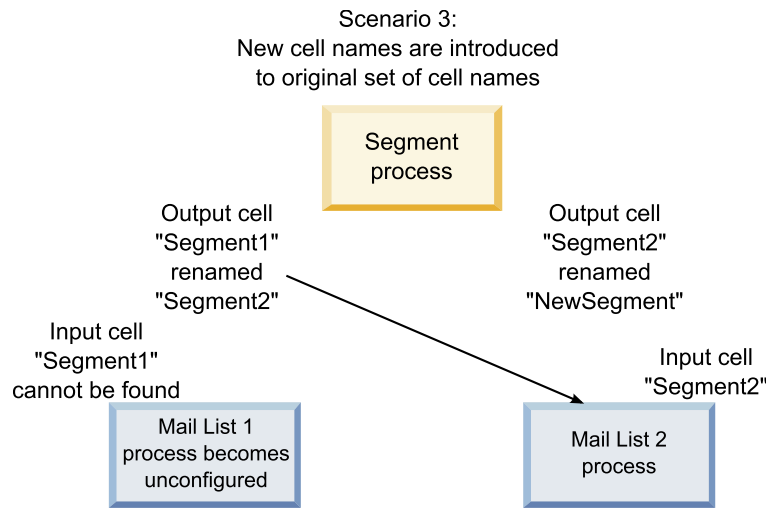 Scenario 3:
New cell names are introduced
to original set of cell names
Segment
process
Output cell
"Segment1"
renamed
"Segment2"
Output cell
"Segment2"
renamed
"NewSegment"
Input cell
"Segment1"
cannot be found
Input cell
"Segment2"
Mail List 1
process becomes
unconfigured
Mail List 2
process